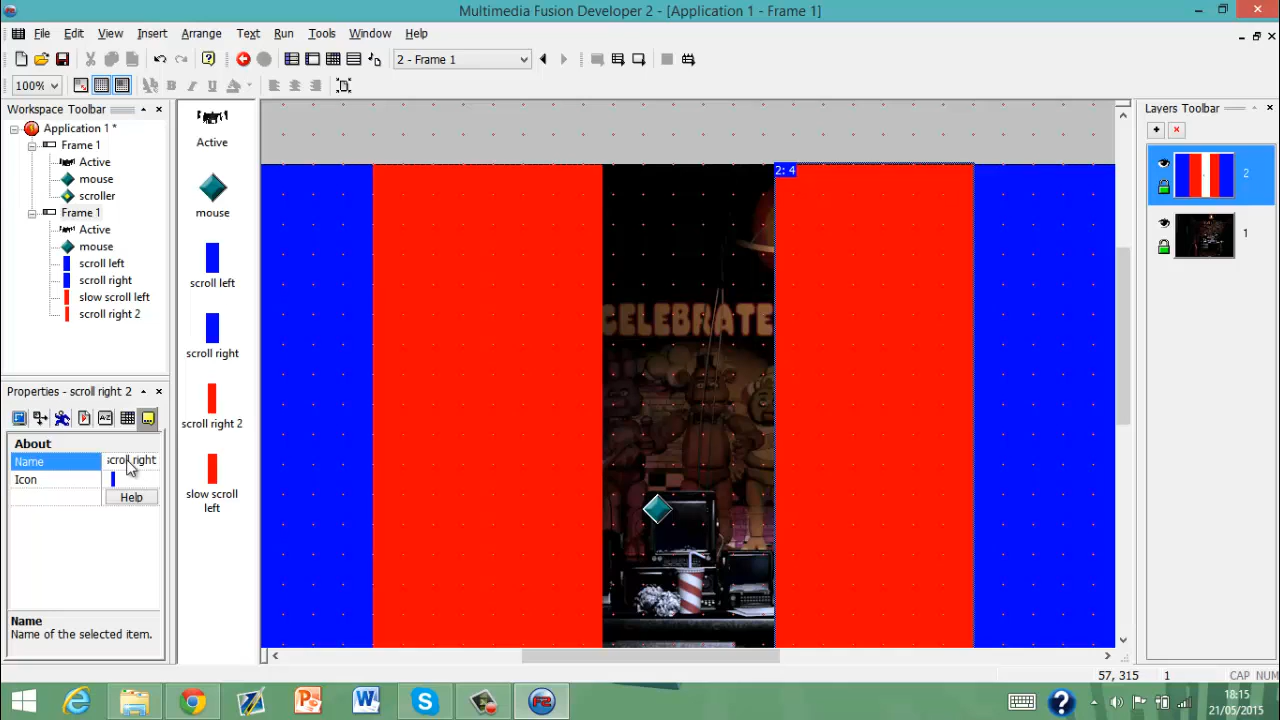 Multimedia Fusion Developer 2 - [Application 1 - Frame 1]
File Edit View Insert Arrange Text Run Tools Window Help
2 - Frame 1
100%
Workspace Toolbar
Application 1 *
Frame 1
Active
mouse
scroller
Frame 1
Active
mouse
scroll left
scroll right
slow scroll left
scroll right 2
Properties - scroll right 2
About
Name scroll right
Icon
Help
Name
Name of the selected item.
Active
mouse
scroll left
scroll right
scroll right 2
slow scroll
left
2: 4
CELEBRATE
Layers Toolbar
2
1
57, 315 1 CAP NUM
18:15
21/05/2015